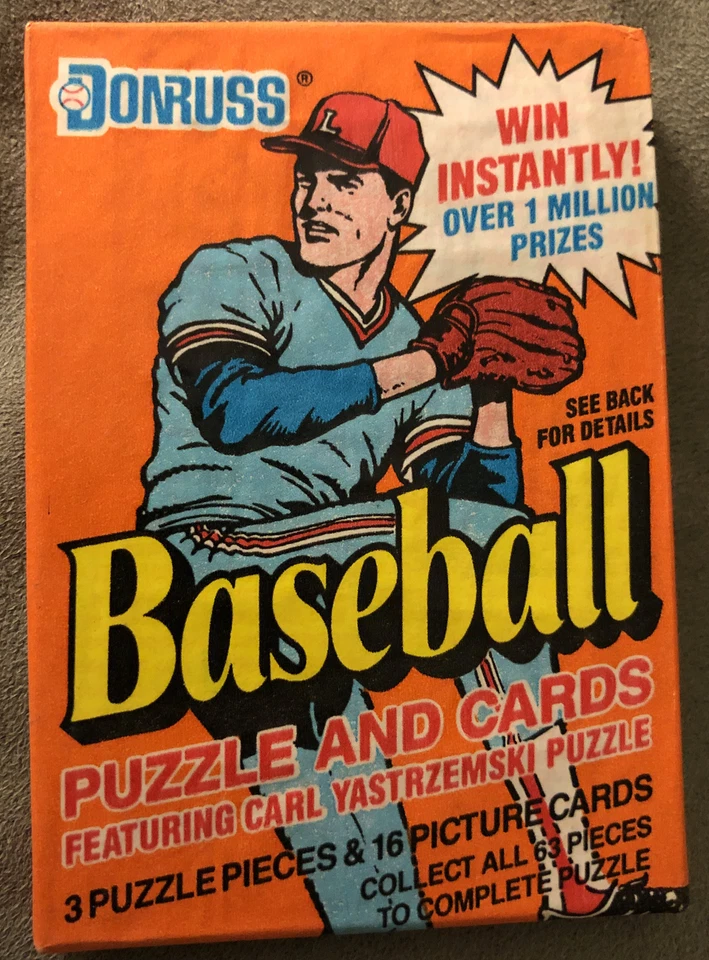 DONRUSS®
L
WIN
INSTANTLY!
OVER 1 MILLION
PRIZES
SEE BACK
FOR DETAILS
Baseball
PUZZLE AND CARDS
FEATURING CARL YASTRZEMSKI PUZZLE
3 PUZZLE PIECES & 16 PICTURE CARDS
COLLECT ALL 63 PIECES
TO COMPLETE PUZZLE